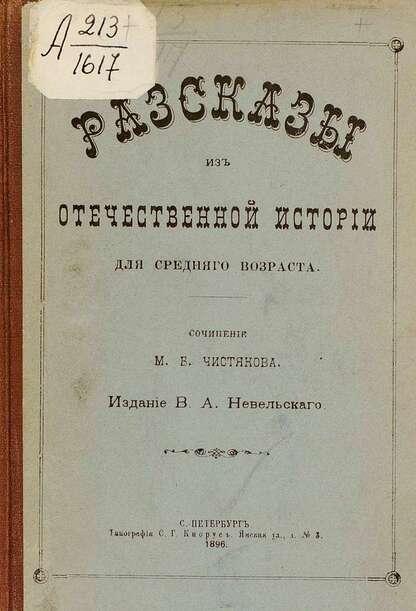 А 213
1617
РАЗСКАЗЫ
ИЗЪ
ОТЕЧЕСТВЕННОЙ ИСТОРІИ
ДЛЯ СРЕДНЯГО ВОЗРАСТА.
СОЧИНЕНІЕ
М. Б. ЧИСТЯКОВА.
Изданіе В. А. Невельскаго.
С.-ПЕТЕРБУРГЪ.
Типографія С. Г. Кнорусъ. Ямская ул., д. № 3.
1896.